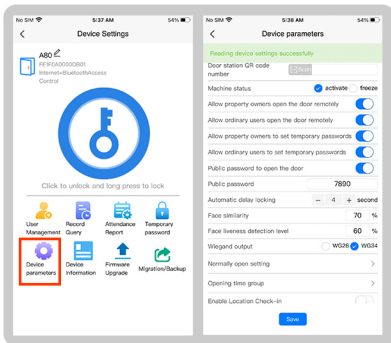 No SIM 5:37 AM 54%
Device Settings
A80
Internet+BluetoothAccess
Control
Click to unlock and long press to lock
User
Management
Record
Query
Attendance
Report
Temporary
password
Device
parameters
Device
Information
Firmware
Upgrade
Migration/Backup
No SIM 5:38 AM 54%
Device parameters
Reading device settings successfully
Door station QR code
number
Machine status activate freeze
Allow property owners open the door remotely
Allow ordinary users open the door remotely
Allow property owners to set temporary passwords
Allow ordinary users to set temporary passwords
Public password to open the door
Public password 7890
Automatic delay locking − 4 + second
Face similarity 70 %
Face liveness detection level 60 %
Wiegand output WG26 WG34
Normally open setting
Opening time group
Enable Location Check-in
Save